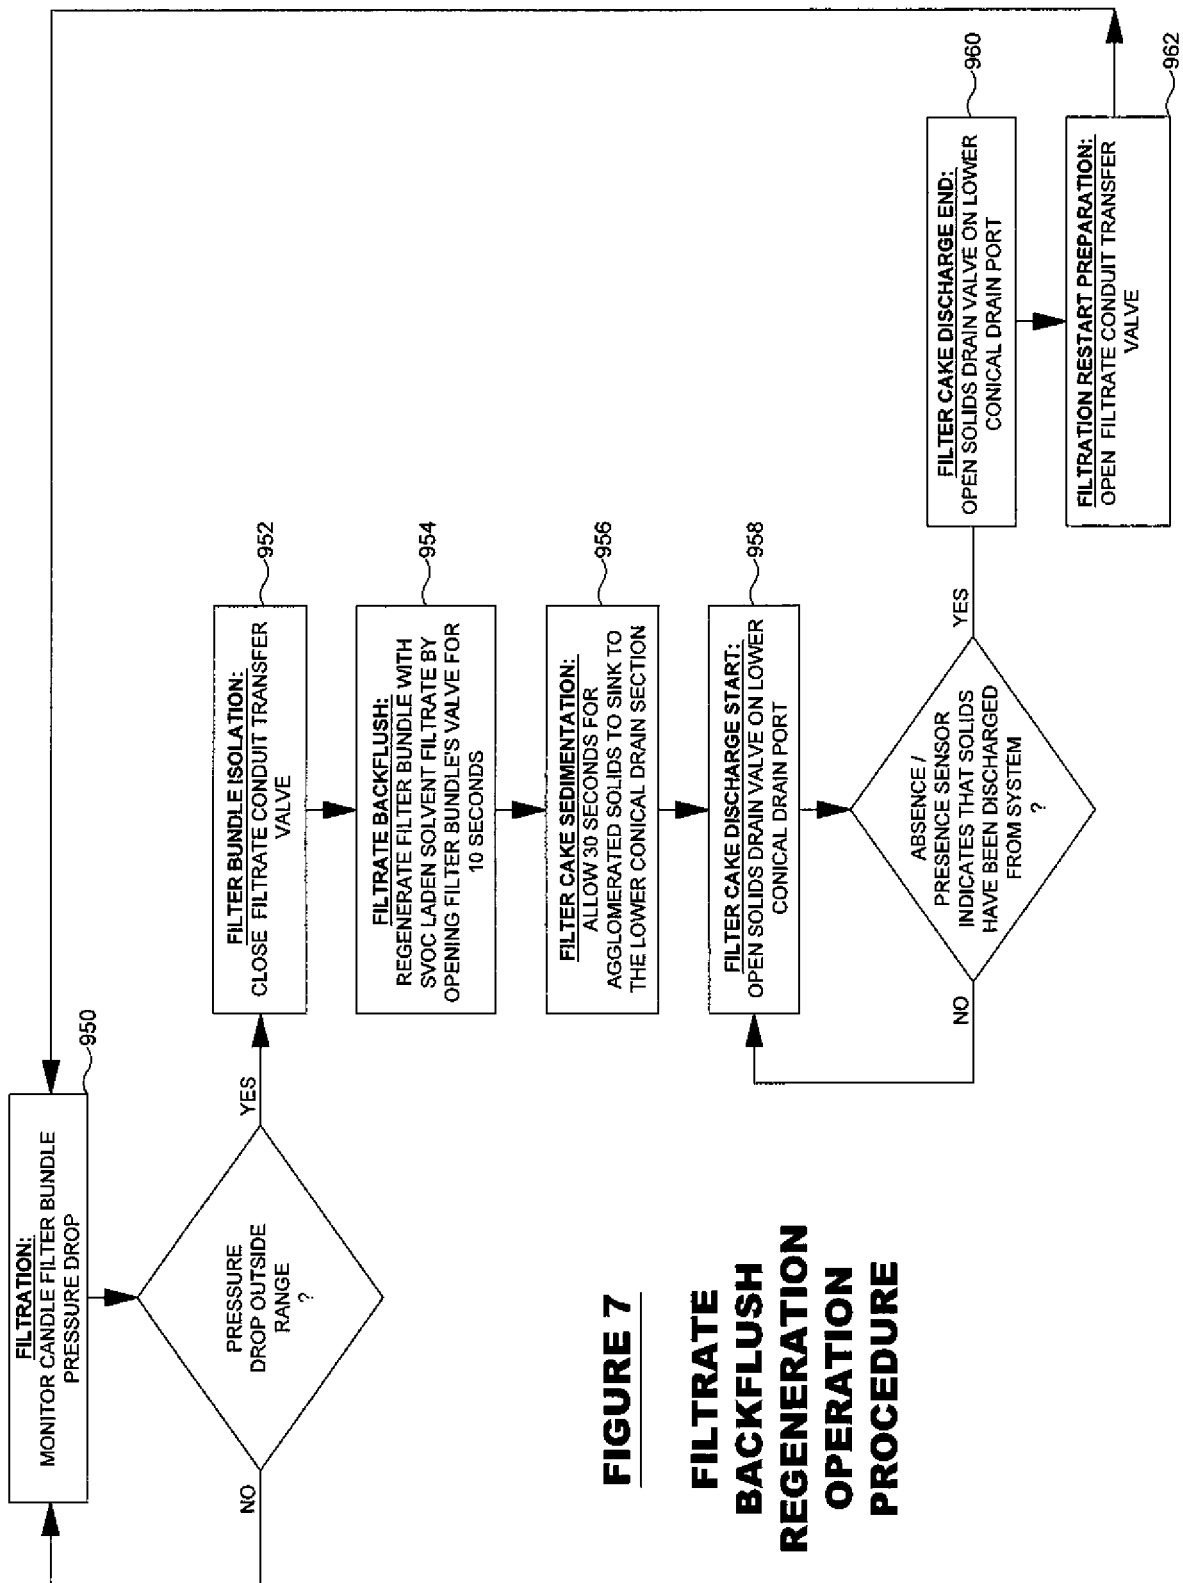 FILTRATION:
MONITOR CANDLE FILTER BUNDLE
PRESSURE DROP
950
PRESSURE
DROP OUTSIDE
RANGE
?
NO
YES
FILTER BUNDLE ISOLATION:
CLOSE FILTRATE CONDUIT TRANSFER
VALVE
952
FILTRATE BACKFLUSH:
REGENERATE FILTER BUNDLE WITH
SVOC LADEN SOLVENT FILTRATE BY
OPENING FILTER BUNDLE'S VALVE FOR
10 SECONDS
954
FILTER CAKE SEDIMENTATION:
ALLOW 30 SECONDS FOR
AGGLOMERATED SOLIDS TO SINK TO
THE LOWER CONICAL DRAIN SECTION
956
FILTER CAKE DISCHARGE START:
OPEN SOLIDS DRAIN VALVE ON LOWER
CONICAL DRAIN PORT
958
ABSENCE /
PRESENCE SENSOR
INDICATES THAT SOLIDS
HAVE BEEN DISCHARGED
FROM SYSTEM
?
NO
YES
FILTER CAKE DISCHARGE END:
OPEN SOLIDS DRAIN VALVE ON LOWER
CONICAL DRAIN PORT
960
FILTRATION RESTART PREPARATION:
OPEN FILTRATE CONDUIT TRANSFER
VALVE
962
FIGURE 7
FILTRATE
BACKFLUSH
REGENERATION
OPERATION
PROCEDURE